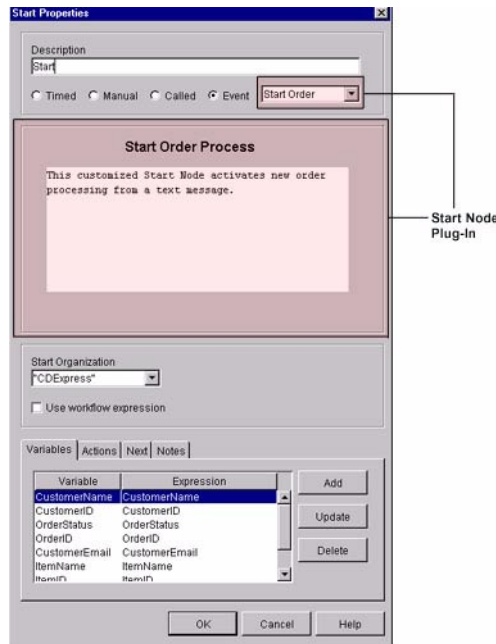 Start Properties
Description
Start
Timed Manual Called Event Start Order
Start Order Process
This customized Start Node activates new order
processing from a text message.
Start Node
Plug-In
Start Organization
"CDExpress"
Use workflow expression
Variables Actions Next Notes
Variable Expression
CustomerName CustomerName
CustomerID CustomerID
OrderStatus OrderStatus
OrderID OrderID
CustomerEmail CustomerEmail
ItemName ItemName
ItemID ItemID
Add
Update
Delete
OK Cancel Help